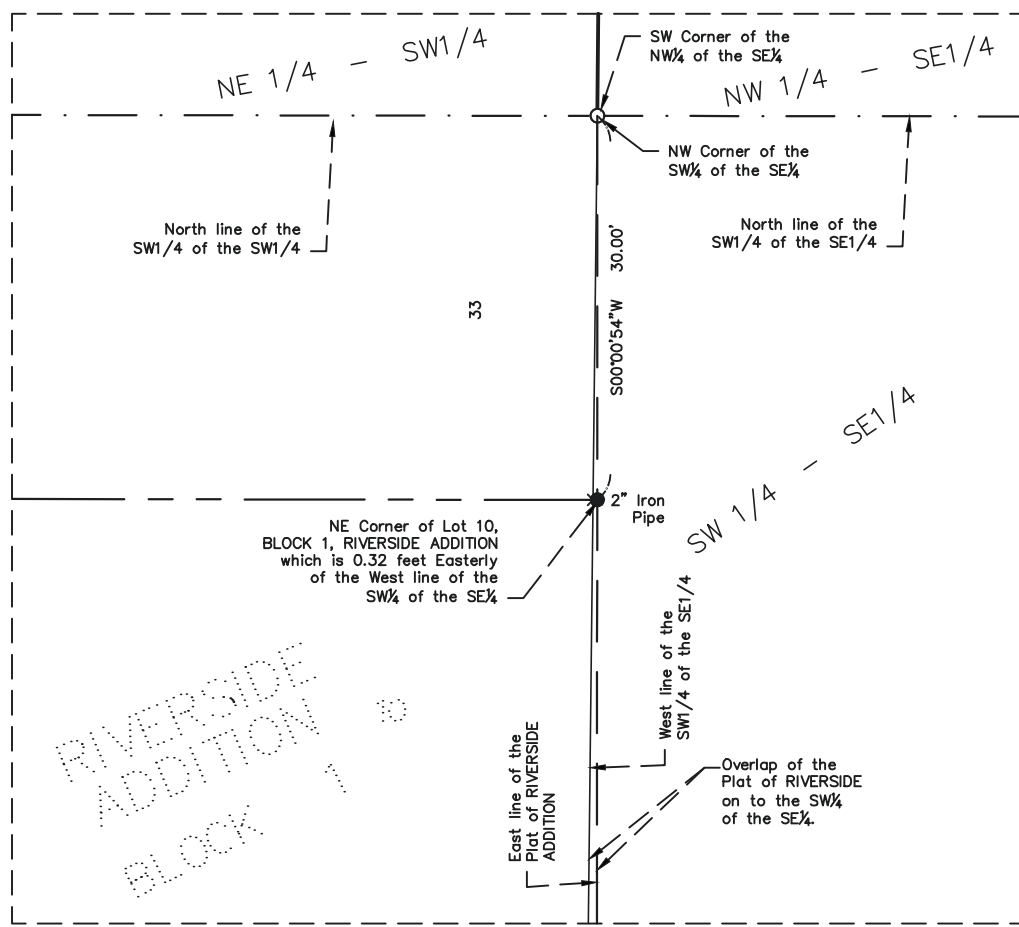 NE 1/4 - SW1/4
SW Corner of the
NW¼ of the SE¼
NW 1/4 - SE1/4
NW Corner of the
SW¼ of the SE¼
North line of the
SW1/4 of the SW1/4
North line of the
SW1/4 of the SE1/4
S00°00'54"W 30.00'
33
SW 1/4 - SE1/4
2" Iron
Pipe
NE Corner of Lot 10,
BLOCK 1, RIVERSIDE ADDITION
which is 0.32 feet Easterly
of the West line of the
SW¼ of the SE¼
West line of the
SW1/4 of the SE1/4
RIVERSIDE
ADDITION
BLOCK 1
10
East line of the
Plat of RIVERSIDE
ADDITION
Overlap of the
Plat of RIVERSIDE
on to the SW¼
of the SE¼.